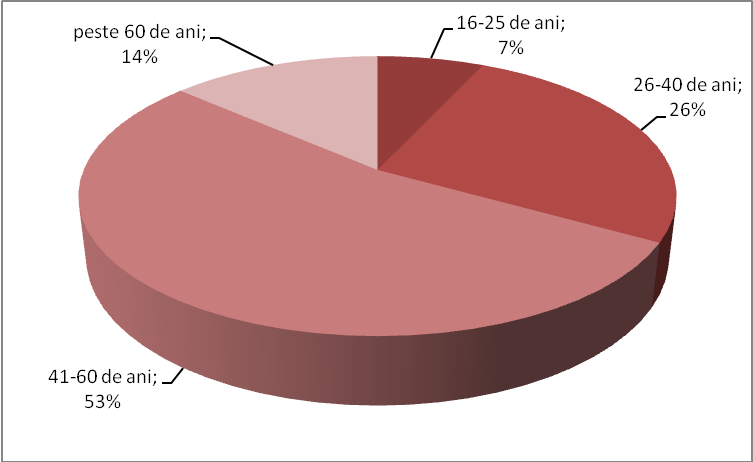 peste 60 de ani;
14%
16-25 de ani;
7%
26-40 de ani;
26%
41-60 de ani;
53%